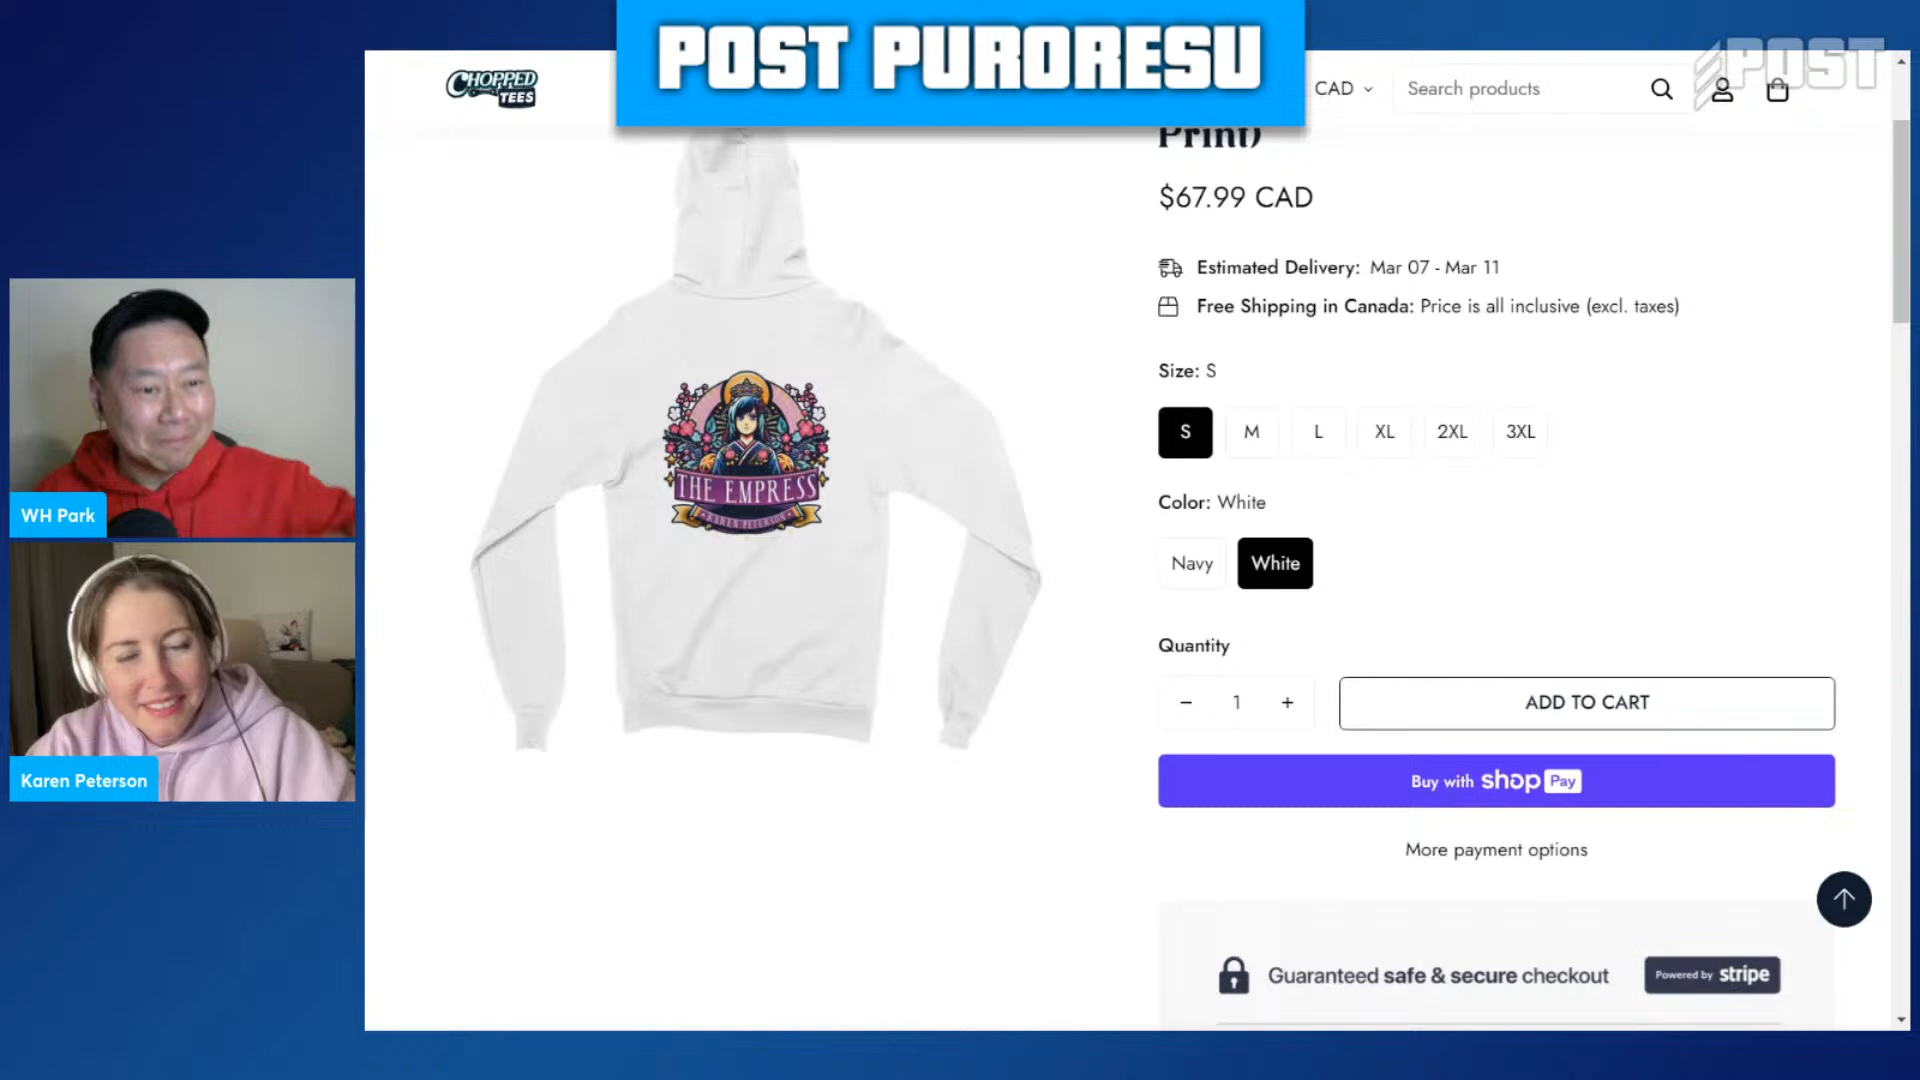 POST PURORESU
POST
CHOPPED
TEES
CAD
Search products
Print)
$67.99 CAD
Estimated Delivery: Mar 07 - Mar 11
Free Shipping in Canada: Price is all inclusive (excl. taxes)
Size: S
S M L XL 2XL 3XL
THE EMPRESS
KAREN PETERSON
Color: White
Navy White
WH Park
Quantity
− 1 + ADD TO CART
Karen Peterson
Buy with shop Pay
More payment options
Guaranteed safe & secure checkout
Powered by stripe